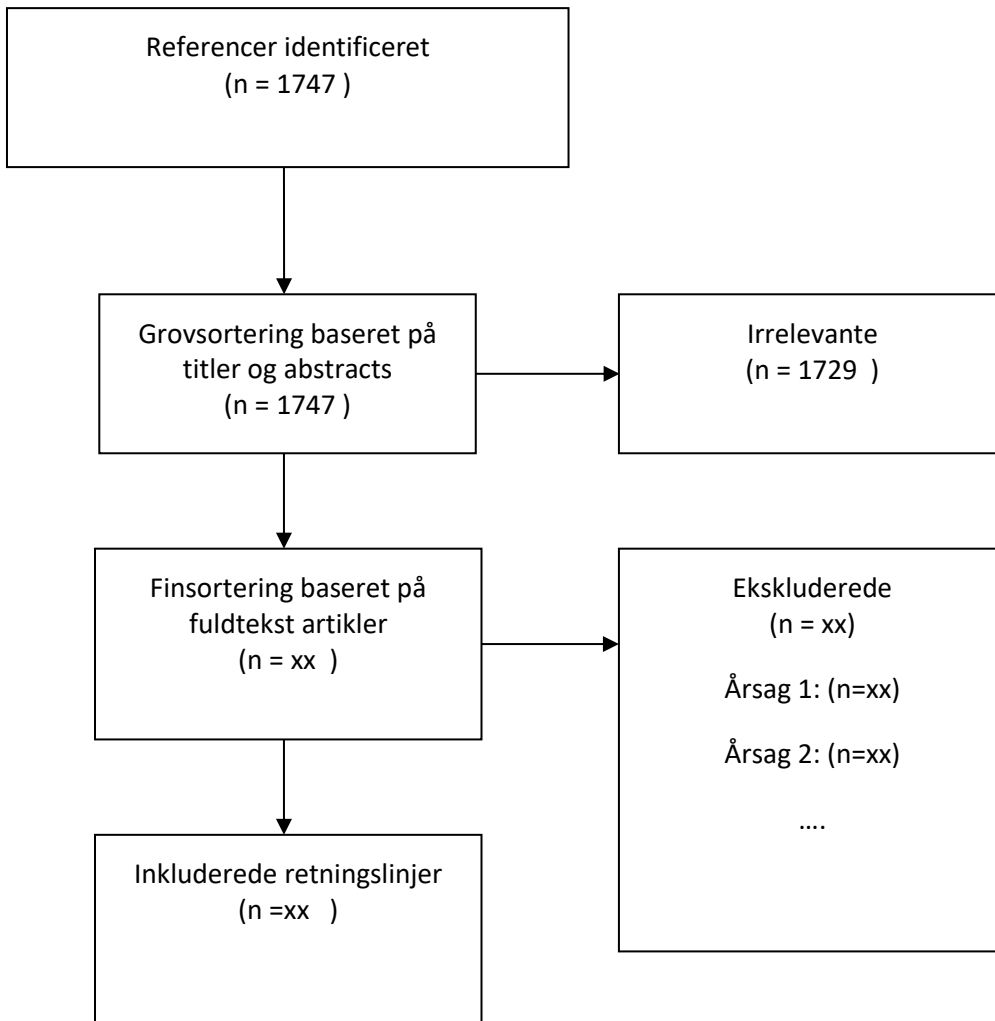 Referencer identificeret
(n = 1747 )
Grovsortering baseret på
titler og abstracts
(n = 1747 )
Irrelevante
(n = 1729  )
Finsortering baseret på
fuldtekst artikler
(n = xx  )
Ekskluderede
(n = xx)
Årsag 1: (n=xx)
Årsag 2: (n=xx)
....
Inkluderede retningslinjer
(n =xx   )